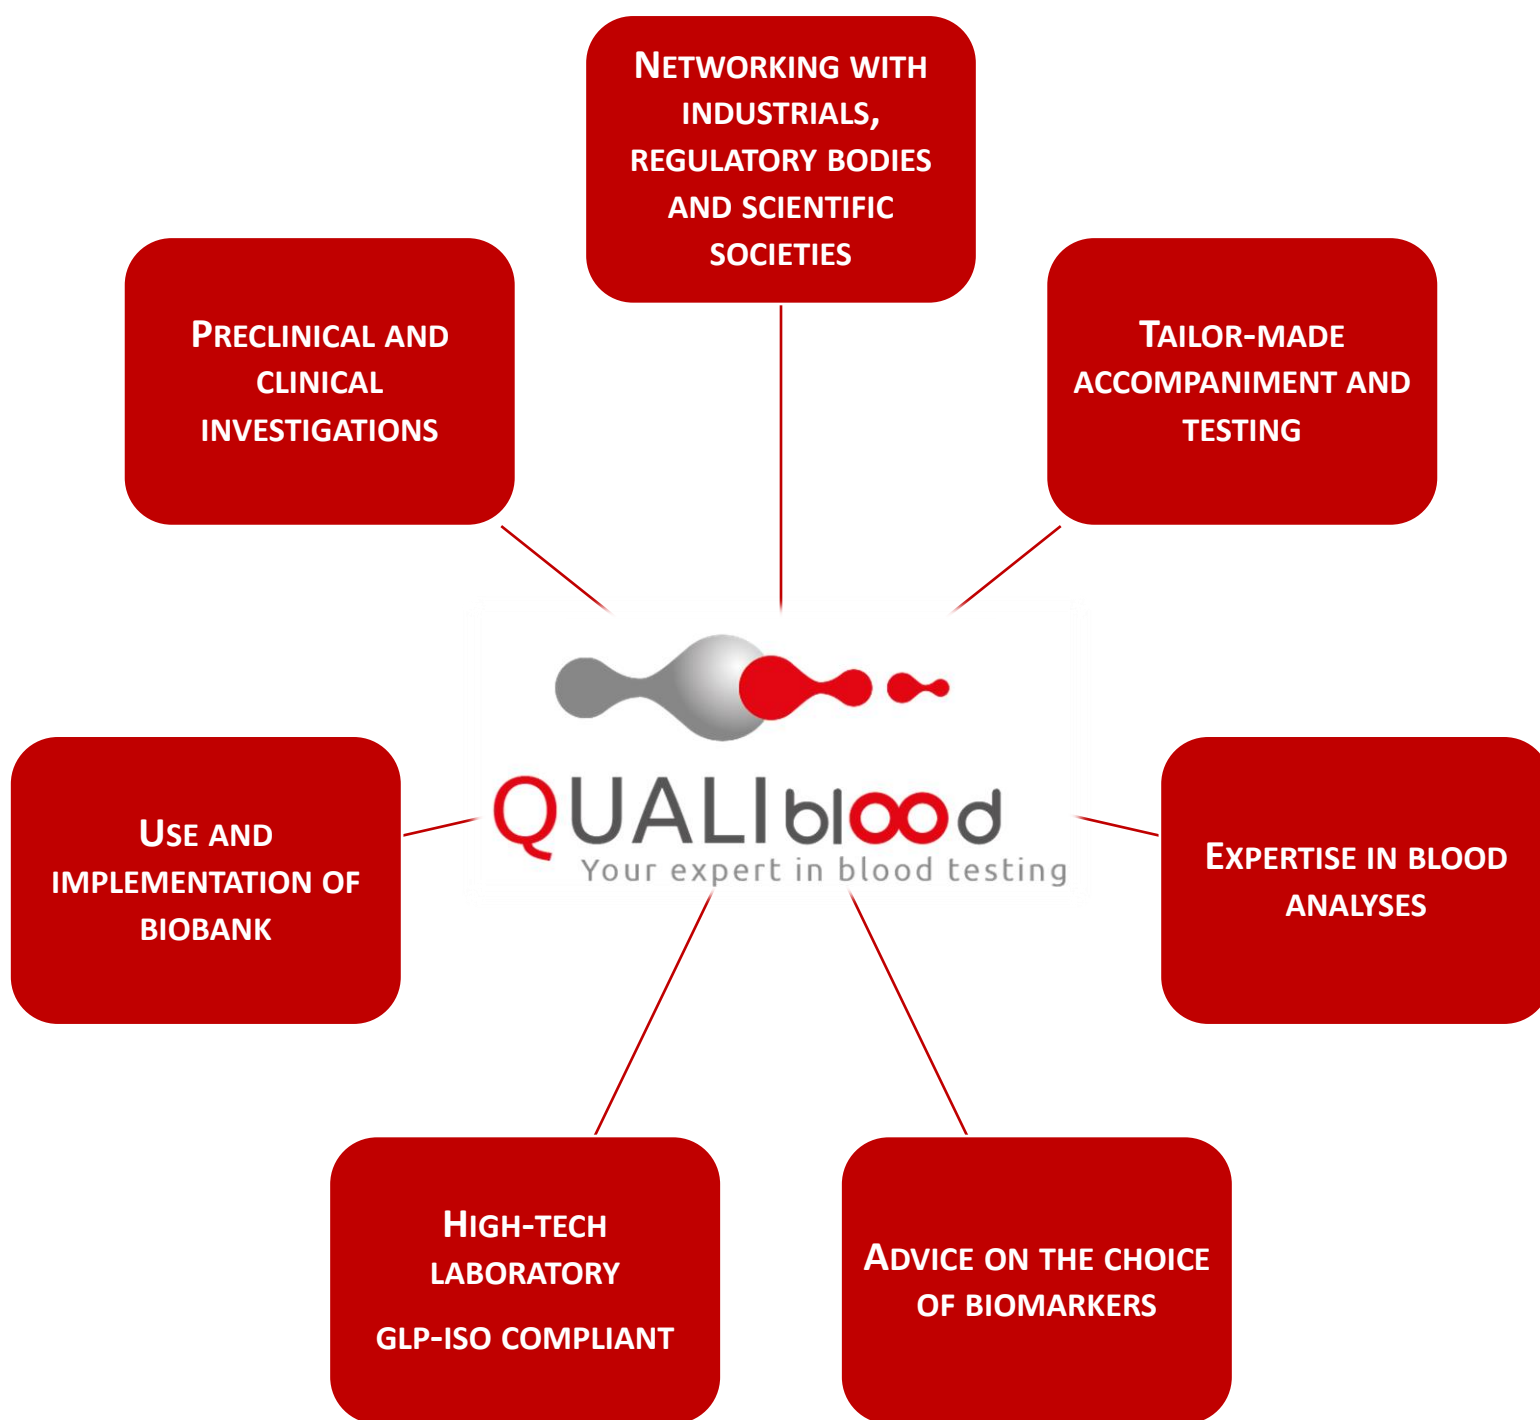 NETWORKING WITH
INDUSTRIALS,
REGULATORY BODIES
AND SCIENTIFIC
SOCIETIES
PRECLINICAL AND
CLINICAL
INVESTIGATIONS
TAILOR-MADE
ACCOMPANIMENT AND
TESTING
QUALIblood
Your expert in blood testing
USE AND
IMPLEMENTATION OF
BIOBANK
EXPERTISE IN BLOOD
ANALYSES
HIGH-TECH
LABORATORY
GLP-ISO COMPLIANT
ADVICE ON THE CHOICE
OF BIOMARKERS